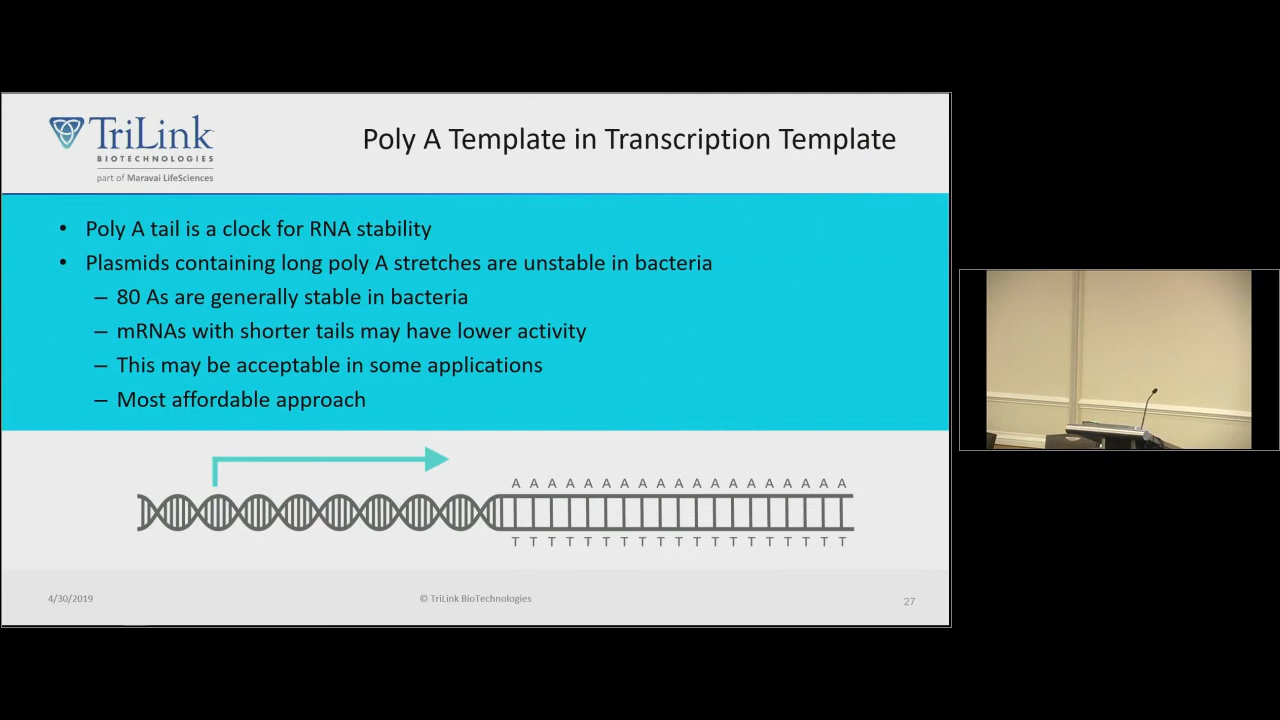 TriLink
BIOTECHNOLOGIES
part of Maravai LifeSciences
Poly A Template in Transcription Template
• Poly A tail is a clock for RNA stability
• Plasmids containing long poly A stretches are unstable in bacteria
– 80 As are generally stable in bacteria
– mRNAs with shorter tails may have lower activity
– This may be acceptable in some applications
– Most affordable approach
A A A A A A A A A A A A A A A A A A A
T T T T T T T T T T T T T T T T T T T
4/30/2019
© TriLink BioTechnologies
27